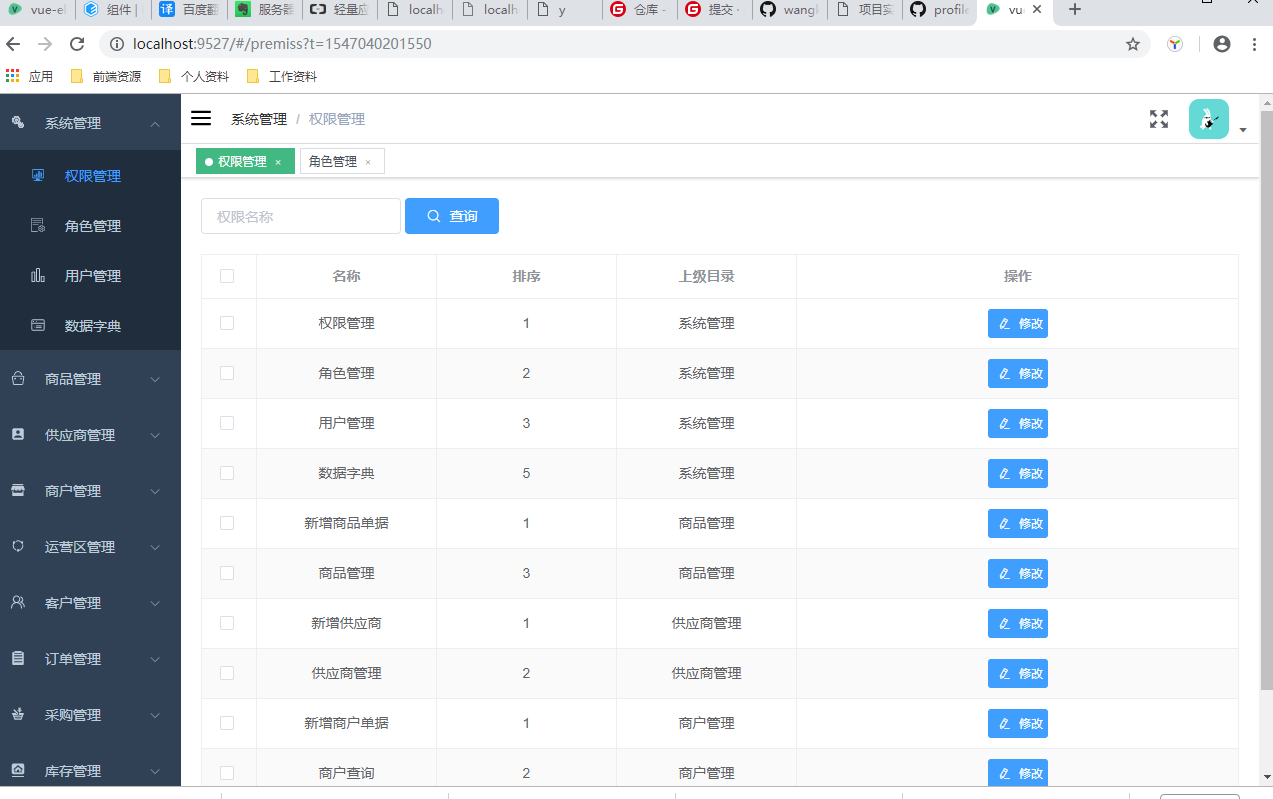 vue-el
组件 |
译 百度翻
服务器
轻量应
localh
localh
y
仓库 -
提交 ·
wangl
项目实
profile
vu
localhost:9527/#/premiss?t=1547040201550
应用 前端资源 个人资料 工作资料
系统管理
权限管理
角色管理
用户管理
数据字典
商品管理
供应商管理
商户管理
运营区管理
客户管理
订单管理
采购管理
库存管理
系统管理 / 权限管理
权限管理 × 角色管理 ×
权限名称 查询
名称 排序 上级目录 操作
权限管理 1 系统管理 修改
角色管理 2 系统管理 修改
用户管理 3 系统管理 修改
数据字典 5 系统管理 修改
新增商品单据 1 商品管理 修改
商品管理 3 商品管理 修改
新增供应商 1 供应商管理 修改
供应商管理 2 供应商管理 修改
新增商户单据 1 商户管理 修改
商户查询 2 商户管理 修改